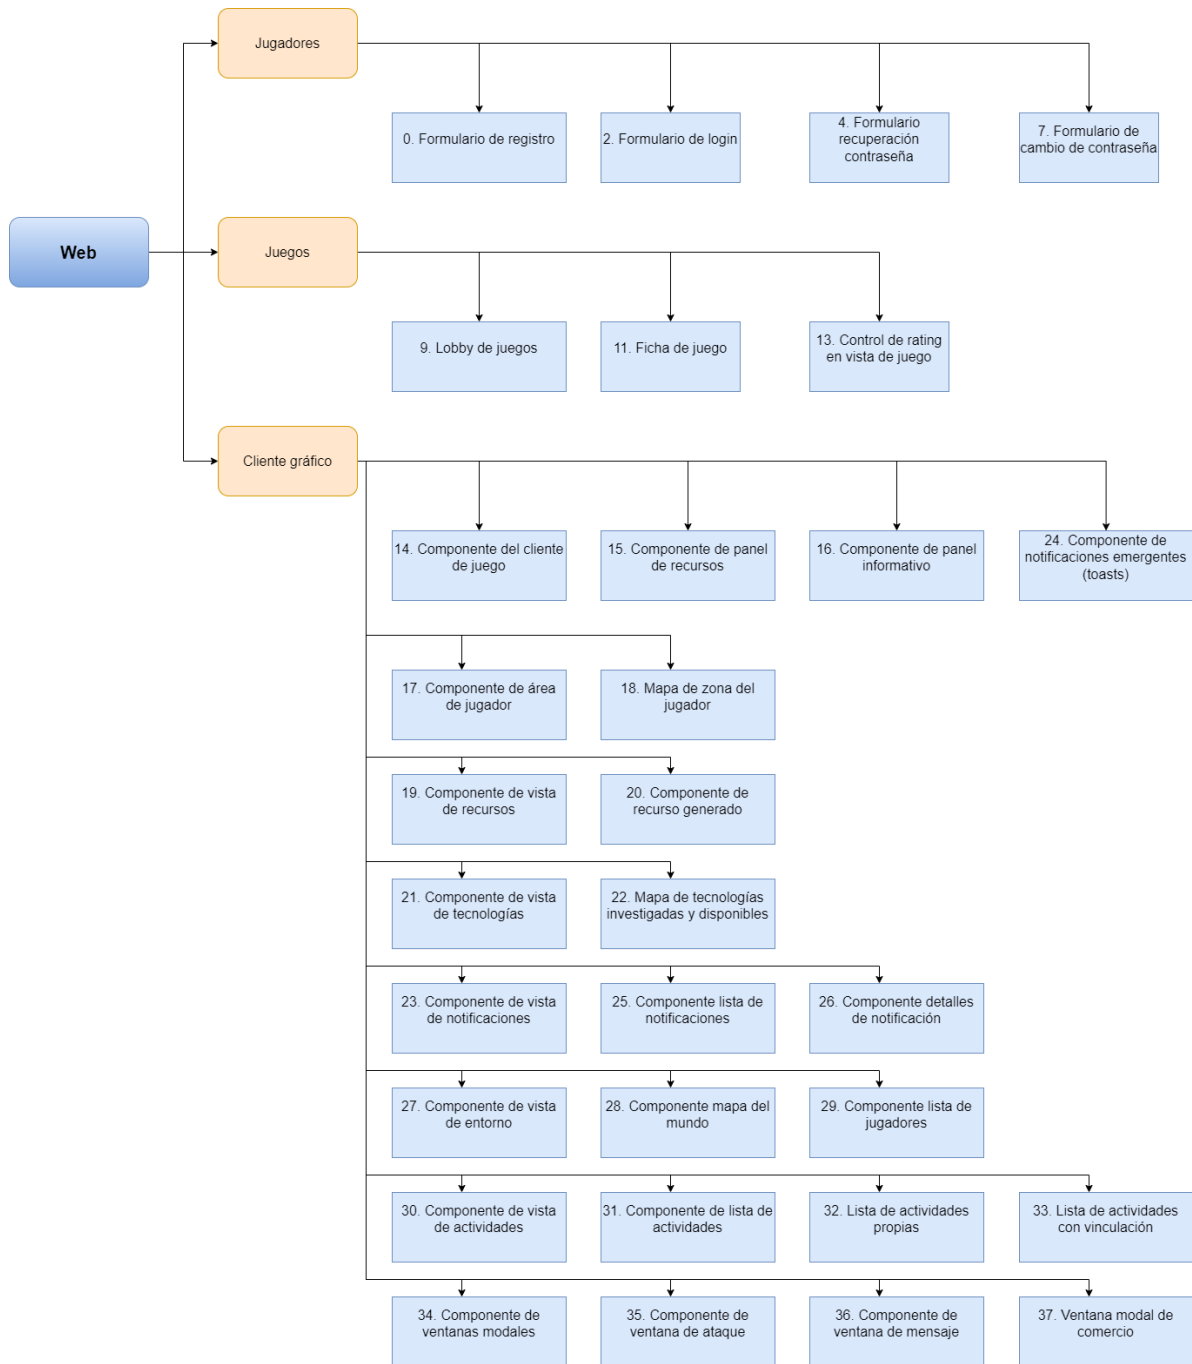 Jugadores
0. Formulario de registro
2. Formulario de login
4. Formulario
recuperación
contraseña
7. Formulario de
cambio de contraseña
Web
Juegos
9. Lobby de juegos
11. Ficha de juego
13. Control de rating
en vista de juego
Cliente gráfico
14. Componente del cliente
de juego
15. Componente de panel
de recursos
16. Componente de panel
informativo
24. Componente de
notificaciones emergentes
(toasts)
17. Componente de área
de jugador
18. Mapa de zona del
jugador
19. Componente de vista
de recursos
20. Componente de
recurso generado
21. Componente de vista
de tecnologías
22. Mapa de tecnologías
investigadas y disponibles
23. Componente de vista
de notificaciones
25. Componente lista de
notificaciones
26. Componente detalles
de notificación
27. Componente de vista
de entorno
28. Componente mapa del
mundo
29. Componente lista de
jugadores
30. Componente de vista
de actividades
31. Componente de lista de
actividades
32. Lista de actividades
propias
33. Lista de actividades
con vinculación
34. Componente de
ventanas modales
35. Componente de
ventana de ataque
36. Componente de
ventana de mensaje
37. Ventana modal de
comercio